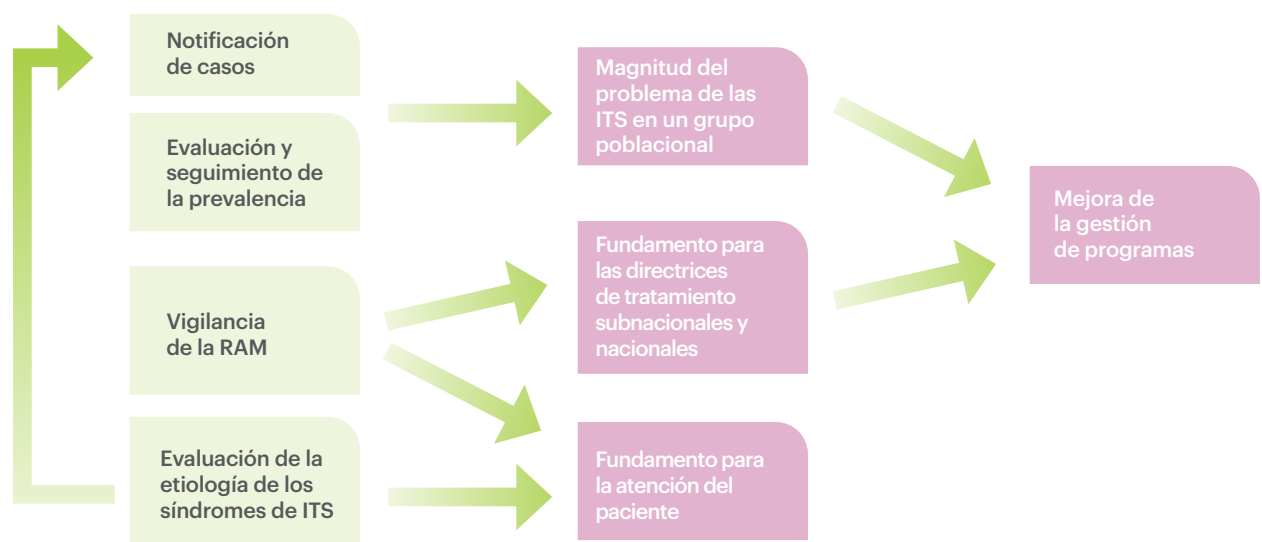 Notificación
de casos
Evaluación y
seguimiento de
la prevalencia
Vigilancia
de la RAM
Evaluación de la
etiología de los
síndromes de ITS
Magnitud del
problema de las
ITS en un grupo
poblacional
Fundamento para
las directrices
de tratamiento
subnacionales y
nacionales
Fundamento para
la atención del
paciente
Mejora de
la gestión
de programas